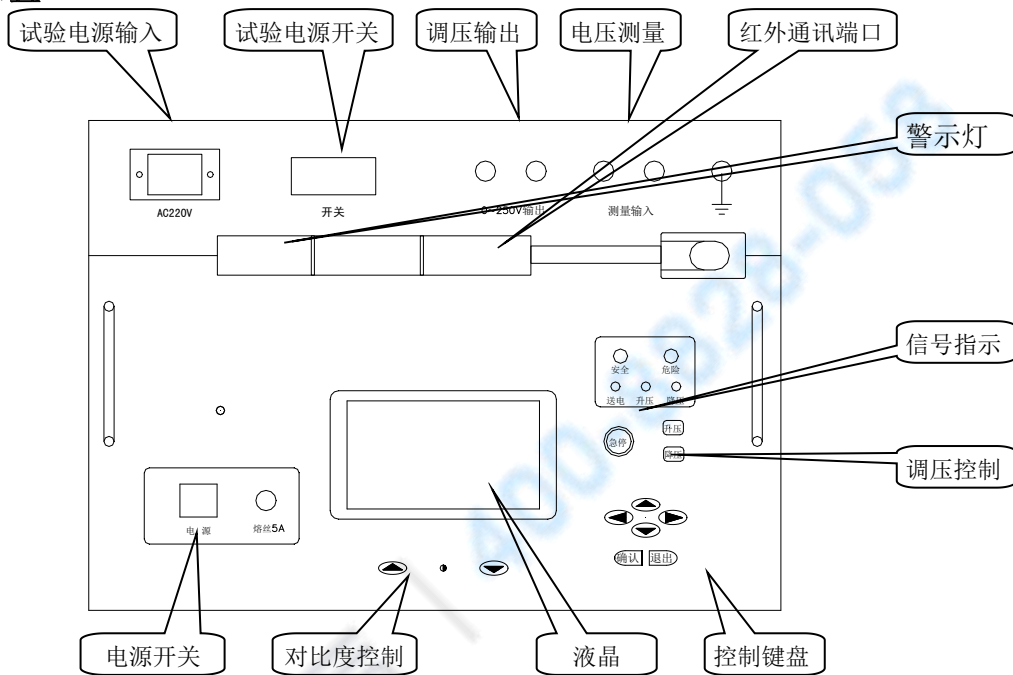 试验电源输入 试验电源开关 调压输出 电压测量 红外通讯端口
警示灯
AC220V 开关 0~250V输出 测量输入
信号指示
安全 危险
送电 升压 降压
急停 升压
降压
调压控制
电 源 熔丝5A
确认 退出
电源开关 对比度控制 液晶 控制键盘
400-8828-058